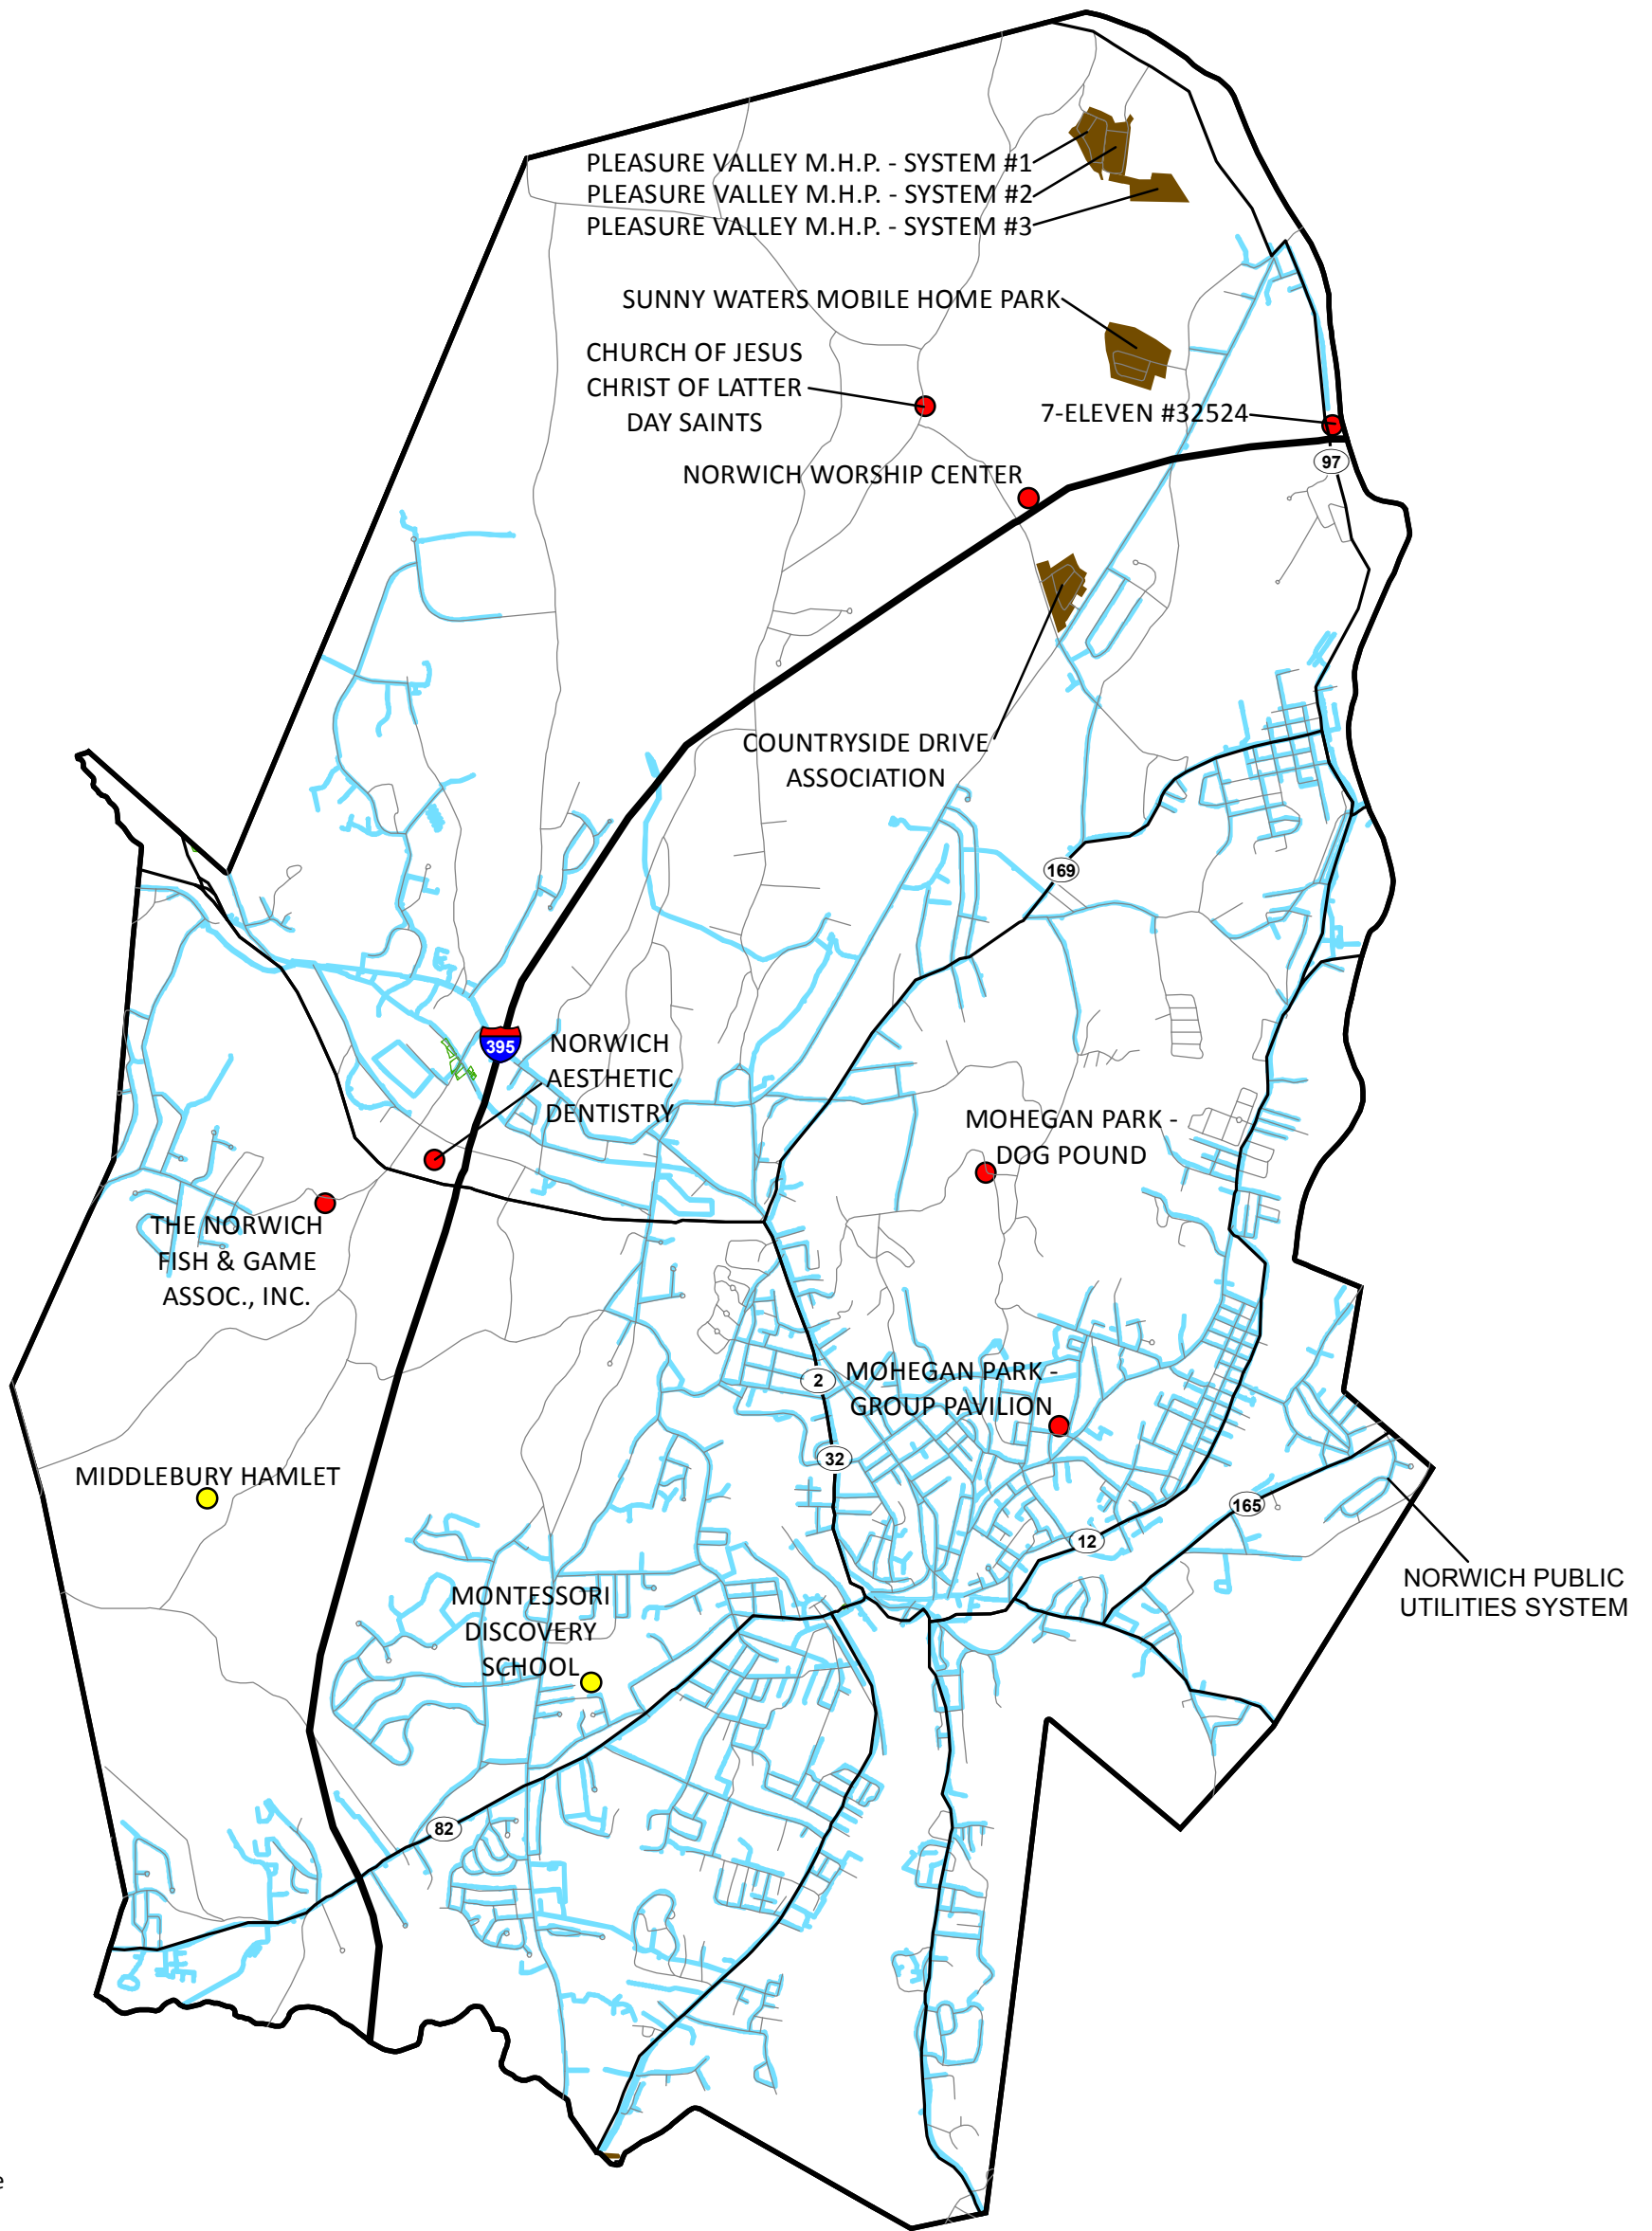 PLEASURE VALLEY M.H.P. - SYSTEM #1
PLEASURE VALLEY M.H.P. - SYSTEM #2
PLEASURE VALLEY M.H.P. - SYSTEM #3
SUNNY WATERS MOBILE HOME PARK
CHURCH OF JESUS
CHRIST OF LATTER
DAY SAINTS
7-ELEVEN #32524
97
NORWICH WORSHIP CENTER
COUNTRYSIDE DRIVE
ASSOCIATION
169
395
NORWICH
AESTHETIC
DENTISTRY
MOHEGAN PARK -
DOG POUND
THE NORWICH
FISH & GAME
ASSOC., INC.
2
MOHEGAN PARK -
GROUP PAVILION
32
MIDDLEBURY HAMLET
165
12
MONTESSORI
DISCOVERY
SCHOOL
NORWICH PUBLIC
UTILITIES SYSTEM
82
e